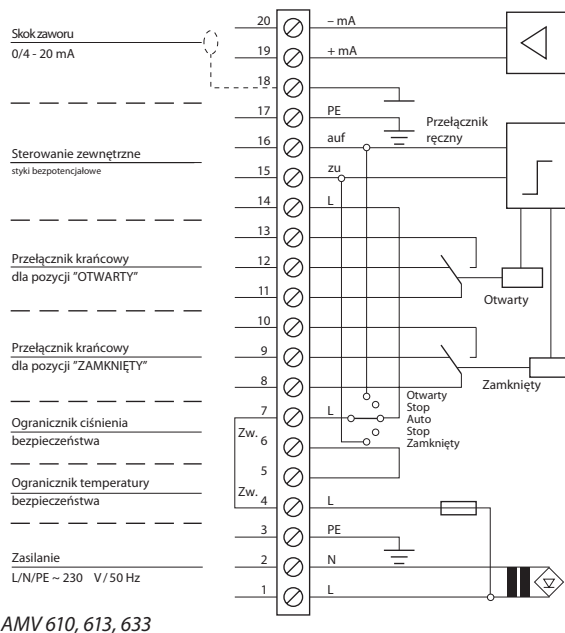 20 – mA
Skok zaworu
0/4 - 20 mA
19 + mA
18
17 PE
Przełącznik
ręczny
16 auf
Sterowanie zewnętrzne
styki bezpotencjałowe
15 zu
14 L
13
Przełącznik krańcowy
dla pozycji "OTWARTY"
12
11
Otwarty
10
Przełącznik krańcowy
dla pozycji "ZAMKNIĘTY"
9
8
Zamknięty
Otwarty
Stop
Auto
Stop
Zamknięty
7 L
Ogranicznik ciśnienia
bezpieczeństwa
Zw. 6
5
Ogranicznik temperatury
bezpieczeństwa
Zw. 4 L
3 PE
Zasilanie
L/N/PE ~ 230 V / 50 Hz
2 N
1 L
AMV 610, 613, 633